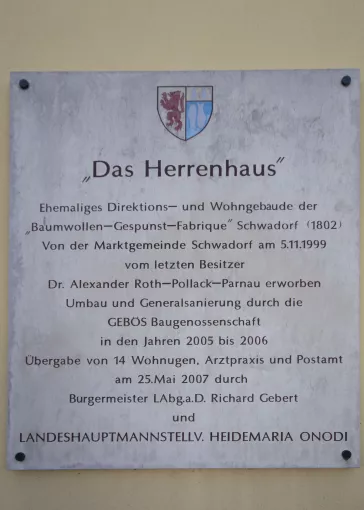 „Das Herrenhaus"
Ehemaliges Direktions– und Wohngebaude der
„Baumwollen–Gespunst–Fabrique" Schwadorf (1802)
Von der Marktgemeinde Schwadorf am 5.11.1999
vom letzten Besitzer
Dr. Alexander Roth–Pollack–Parnau erworben
Umbau und Generalsanierung durch die
GEBÖS Baugenossenschaft
in den Jahren 2005 bis 2006
Übergabe von 14 Wohnugen, Arztpraxis und Postamt
am 25.Mai 2007 durch
Burgermeister LAbg.a.D. Richard Gebert
und
LANDESHAUPTMANNSTELLV. HEIDEMARIA ONODI